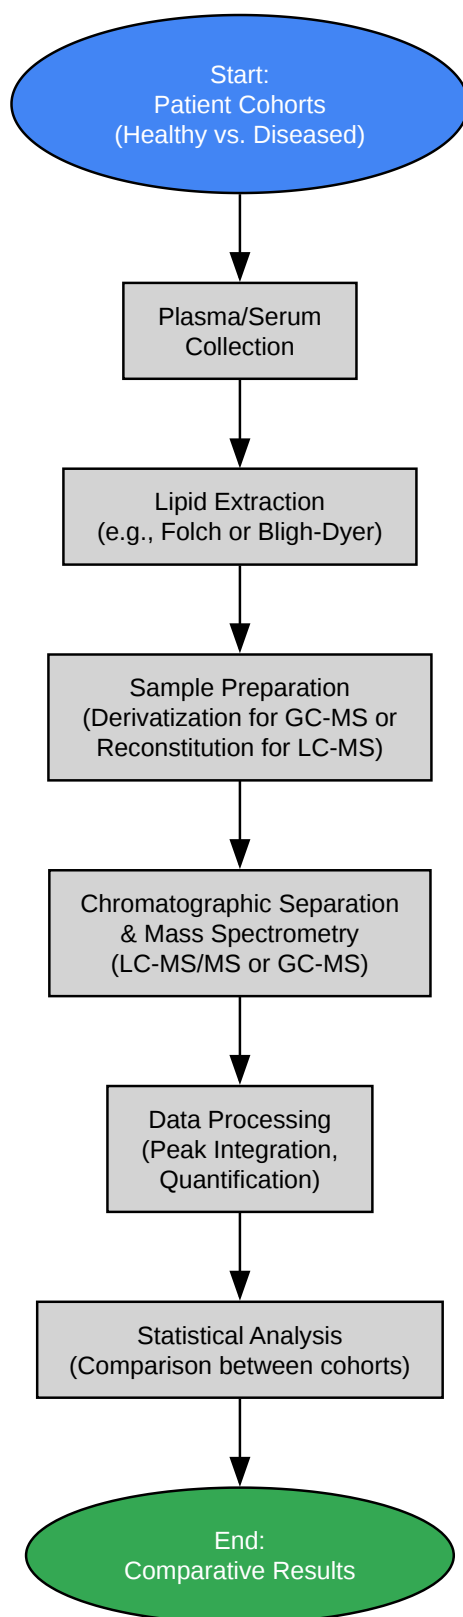 Start:
Patient Cohorts
(Healthy vs. Diseased)
Plasma/Serum
Collection
Lipid Extraction
(e.g., Folch or Bligh-Dyer)
Sample Preparation
(Derivatization for GC-MS or
Reconstitution for LC-MS)
Chromatographic Separation
& Mass Spectrometry
(LC-MS/MS or GC-MS)
Data Processing
(Peak Integration,
Quantification)
Statistical Analysis
(Comparison between cohorts)
End:
Comparative Results